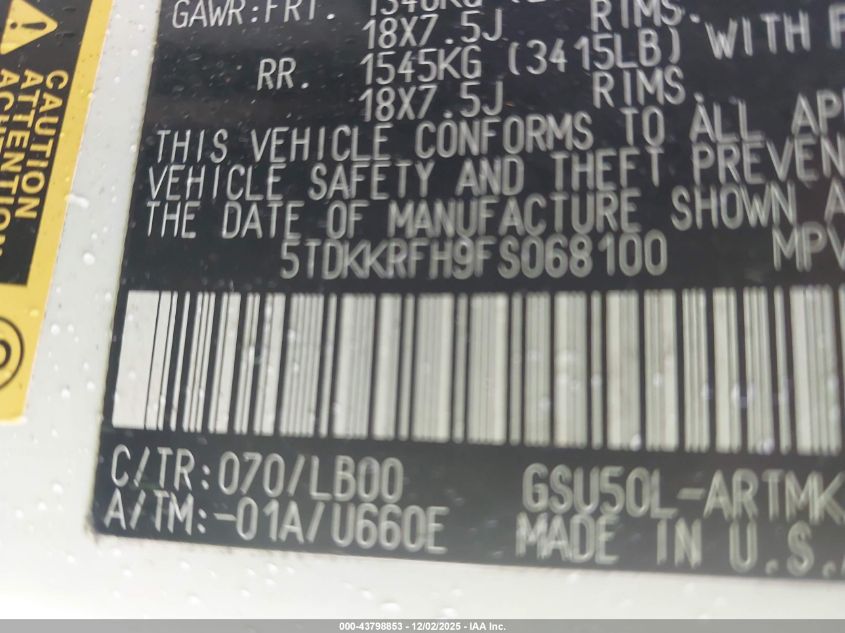 GAWR:FRT.
18X7.5J RIMS. WITH
RR. 1545KG (3415LB)
18X7.5J RIMS.
THIS VEHICLE CONFORMS TO ALL
VEHICLE SAFETY AND THEFT PREVEN
THE DATE OF MANUFACTURE SHOWN
5TDKKRFH9FS068100 MPV
C/TR:070/LB00 GSU50L-ARTMK
A/TM:-01A/U660E MADE IN U.S.
CAUTION
ATTENTION
000-43798853 | 12/02/2025 - IAA Inc.